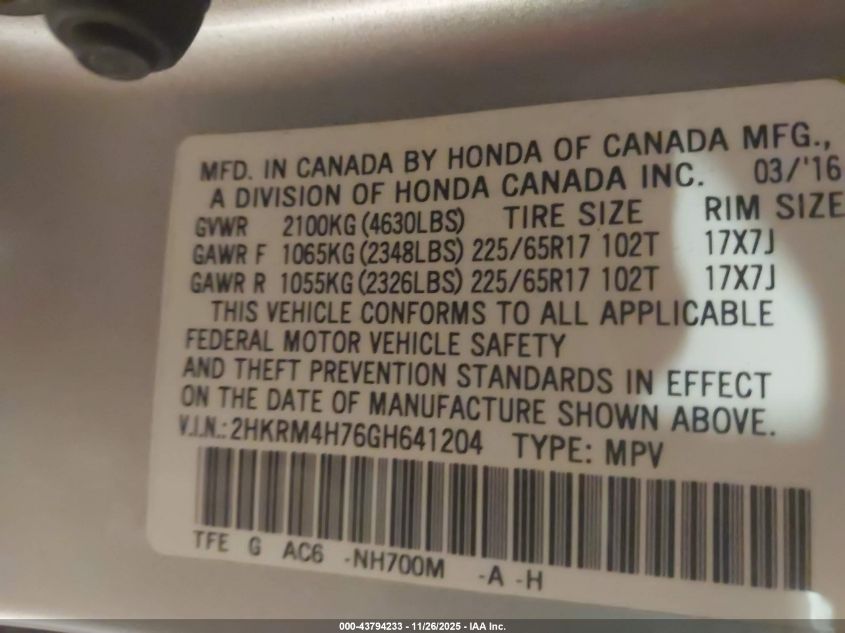 MFD. IN CANADA BY HONDA OF CANADA MFG.,
A DIVISION OF HONDA CANADA INC. 03/'16
GVWR 2100KG (4630LBS) TIRE SIZE RIM SIZE
GAWR F 1065KG (2348LBS) 225/65R17 102T 17X7J
GAWR R 1055KG (2326LBS) 225/65R17 102T 17X7J
THIS VEHICLE CONFORMS TO ALL APPLICABLE
FEDERAL MOTOR VEHICLE SAFETY
AND THEFT PREVENTION STANDARDS IN EFFECT
ON THE DATE OF MANUFACTURE SHOWN ABOVE.
V.I.N.: 2HKRM4H76GH641204 TYPE: MPV
TFE G AC6 -NH700M -A -H
000-43794233 - 11/26/2025 - IAA Inc.